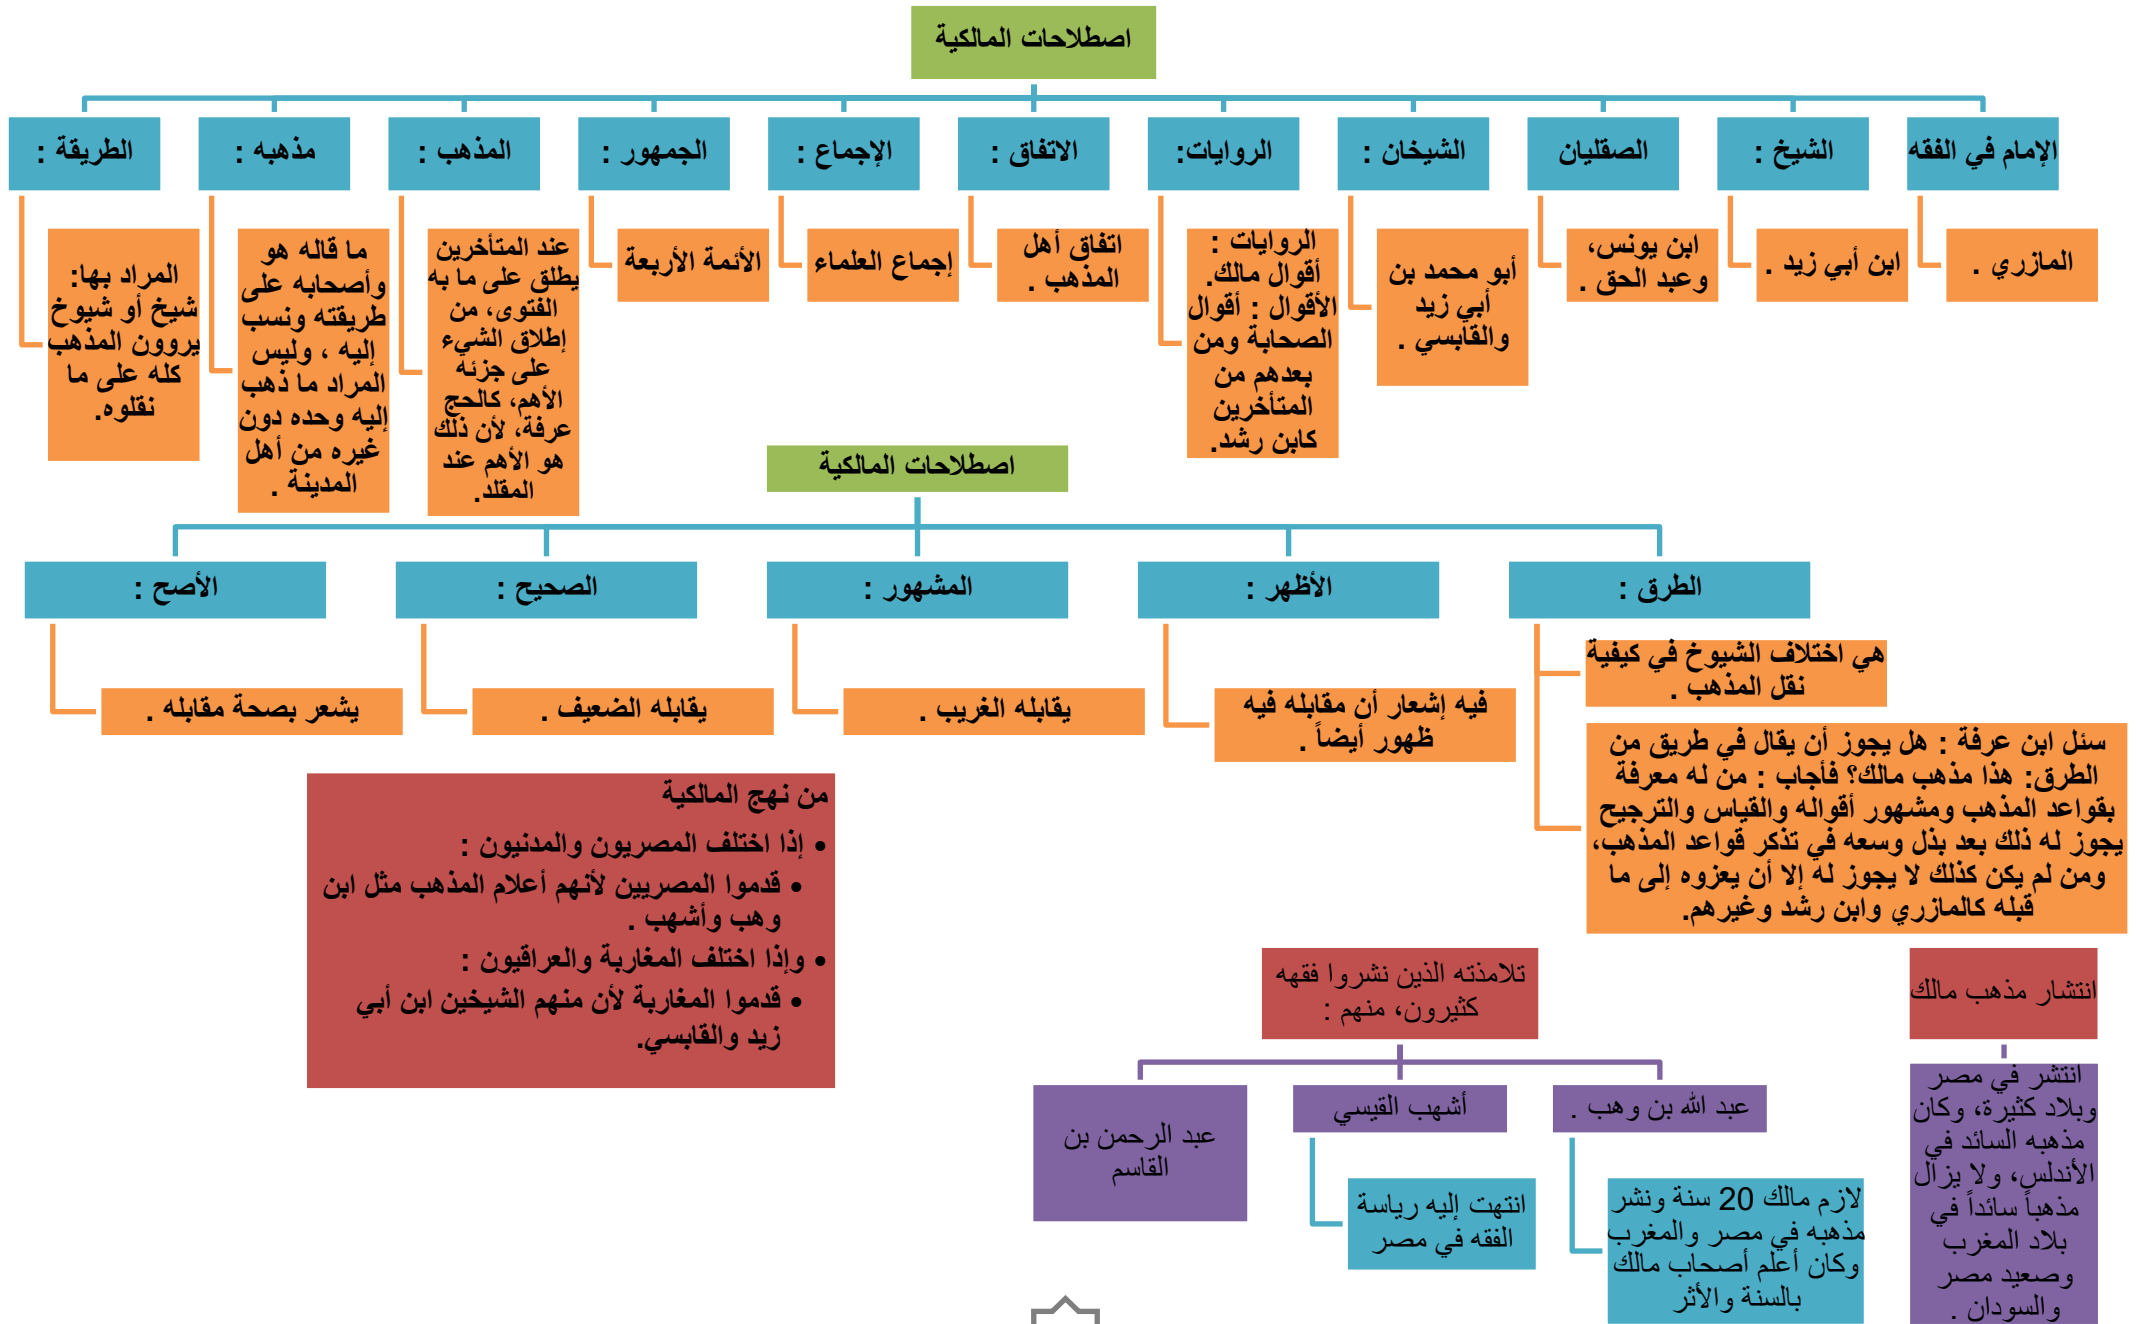 اصطلاحات المالكية
الإمام في الفقه
المازري .
الشيخ :
ابن أبي زيد .
الصقليان
ابن يونس،
وعبد الحق .
الشيخان :
أبو محمد بن
أبي زيد
والقابسي .
الروايات:
الروايات :
أقوال مالك.
الأقوال : أقوال
الصحابة ومن
بعدهم من
المتأخرين
كابن رشد.
الاتفاق :
اتفاق أهل
المذهب .
الإجماع :
إجماع العلماء
الجمهور :
الأئمة الأربعة
المذهب :
عند المتأخرين
يطلق على ما به
الفتوى، من
إطلاق الشيء
على جزئه
الأهم، كالحج
عرفة، لأن ذلك
هو الأهم عند
المقلد.
مذهبه :
ما قاله هو
وأصحابه على
طريقته ونسب
إليه ، وليس
المراد ما ذهب
إليه وحده دون
غيره من أهل
المدينة .
الطريقة :
المراد بها:
شيخ أو شيوخ
يروون المذهب
كله على ما
نقلوه.
اصطلاحات المالكية
الطرق :
هي اختلاف الشيوخ في كيفية
نقل المذهب .
سئل ابن عرفة : هل يجوز أن يقال في طريق من
الطرق: هذا مذهب مالك؟ فأجاب : من له معرفة
بقواعد المذهب ومشهور أقواله والقياس والترجيح
يجوز له ذلك بعد بذل وسعه في تذكر قواعد المذهب،
ومن لم يكن كذلك لا يجوز له إلا أن يعزوه إلى ما
قبله كالمازري وابن رشد وغيرهم.
الأظهر :
فيه إشعار أن مقابله فيه
ظهور أيضاً .
المشهور :
يقابله الغريب .
الصحيح :
يقابله الضعيف .
الأصح :
يشعر بصحة مقابله .
من نهج المالكية
• إذا اختلف المصريون والمدنيون :
• قدموا المصريين لأنهم أعلام المذهب مثل ابن
وهب وأشهب .
• وإذا اختلف المغاربة والعراقيون :
• قدموا المغاربة لأن منهم الشيخين ابن أبي
زيد والقابسي.
انتشار مذهب مالك
انتشر في مصر
وبلاد كثيرة، وكان
مذهبه السائد في
الأندلس، ولا يزال
مذهباً سائداً في
بلاد المغرب
وصعيد مصر
والسودان .
تلامذته الذين نشروا فقهه
كثيرون، منهم :
عبد الله بن وهب .
لازم مالك 20 سنة ونشر
مذهبه في مصر والمغرب
وكان أعلم أصحاب مالك
بالسنة والأثر
أشهب القيسي
انتهت إليه رياسة
الفقه في مصر
عبد الرحمن بن
القاسم